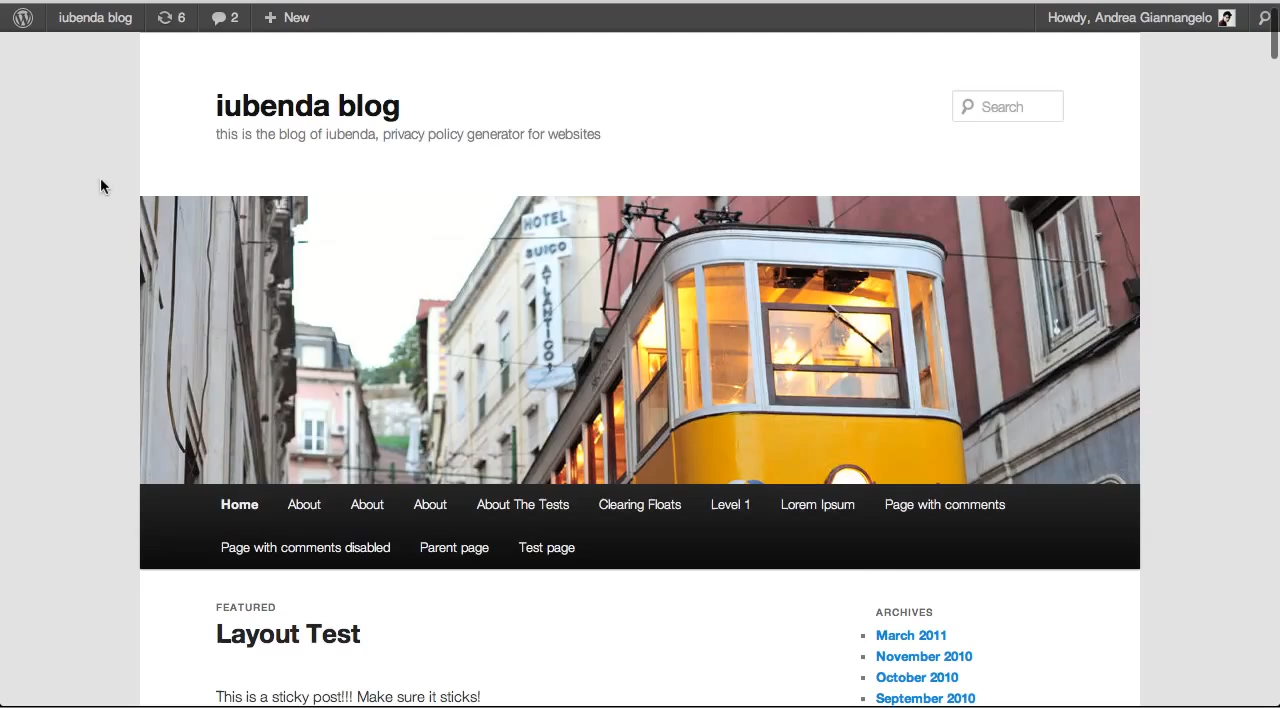 iubenda blog 6 2 New Howdy, Andrea Giannangelo
iubenda blog
this is the blog of iubenda, privacy policy generator for websites
Search
HOTEL
SUICO
ATLANTICO
Home About About About About The Tests Clearing Floats Level 1 Lorem Ipsum Page with comments
Page with comments disabled Parent page Test page
FEATURED
Layout Test
This is a sticky post!!! Make sure it sticks!
ARCHIVES
March 2011
November 2010
October 2010
September 2010